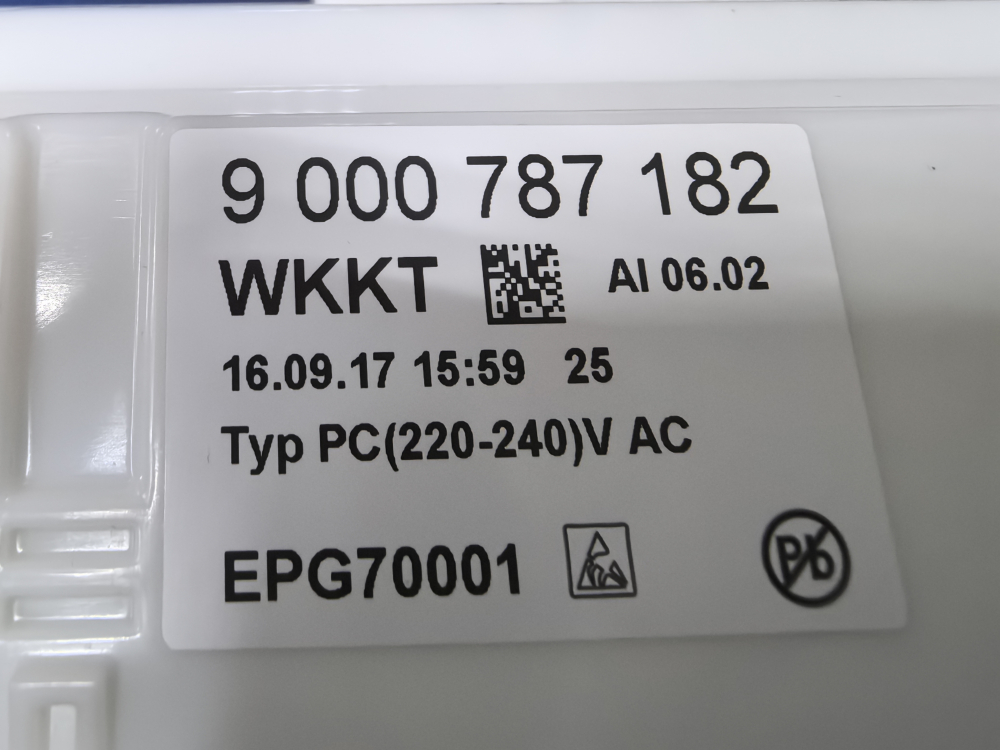 9 000 787 182
WKKT AI 06.02
16.09.17 15:59 25
Typ PC(220-240)V AC
EPG70001 Pb